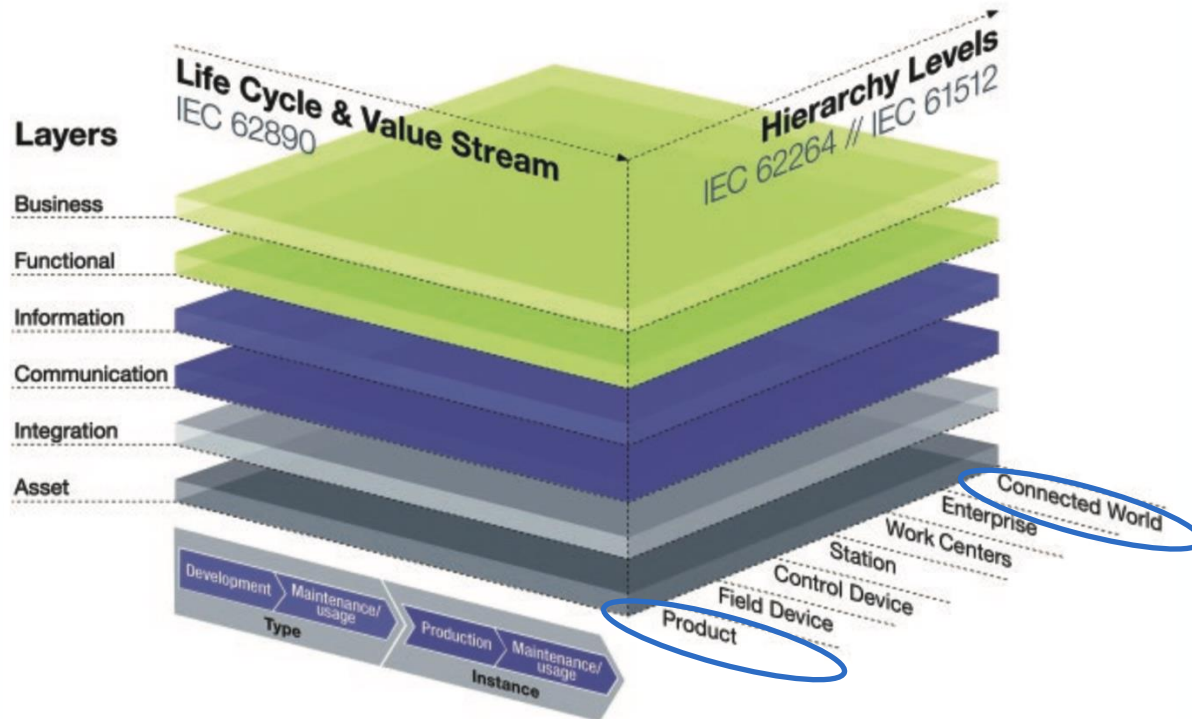 Life Cycle & Value Stream
IEC 62890
Hierarchy Levels
IEC 62264 // IEC 61512
Layers
Business
Functional
Information
Communication
Integration
Asset
Connected World
Enterprise
Work Centers
Station
Control Device
Field Device
Product
Development
Maintenance/
usage
Type
Production
Maintenance/
usage
Instance